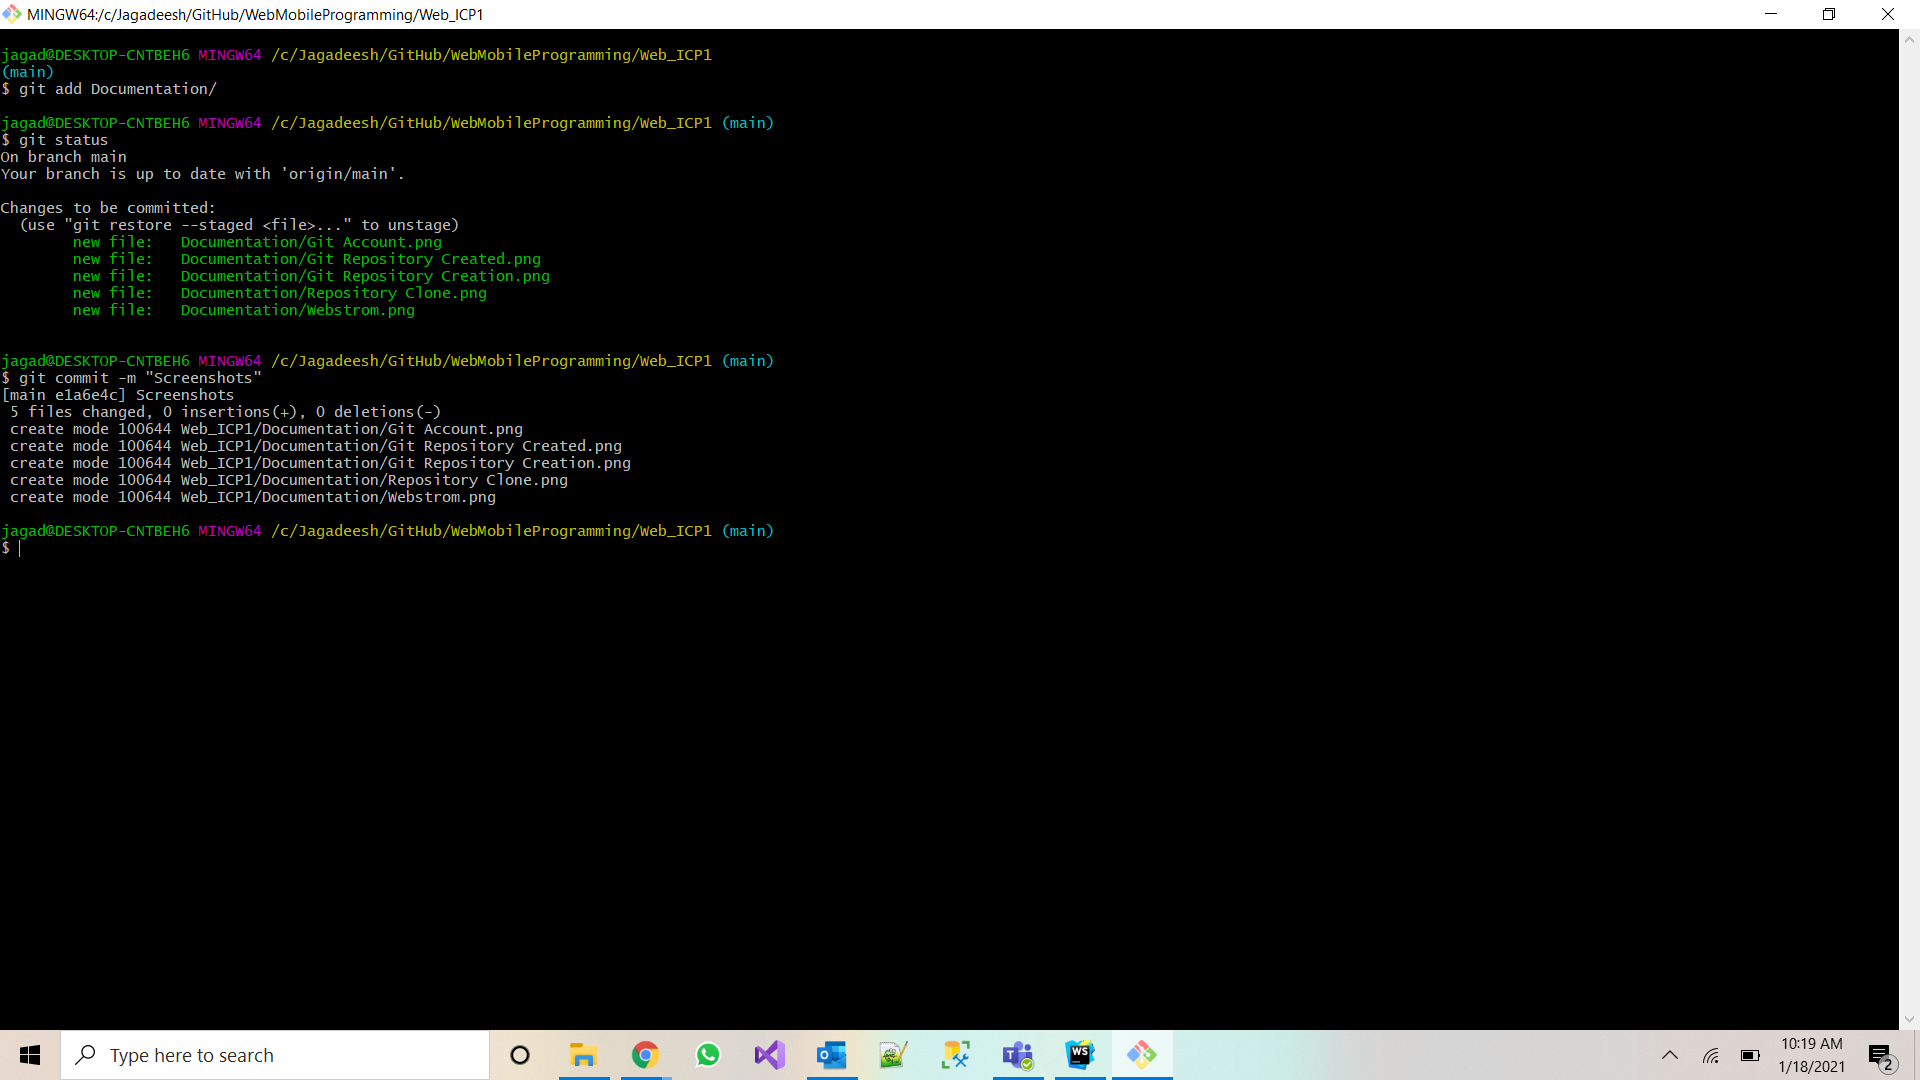 MINGW64:/c/Jagadeesh/GitHub/WebMobileProgramming/Web_ICP1
jagad@DESKTOP-CNTBEH6 MINGW64 /c/Jagadeesh/GitHub/WebMobileProgramming/Web_ICP1
(main)
$ git add Documentation/
jagad@DESKTOP-CNTBEH6 MINGW64 /c/Jagadeesh/GitHub/WebMobileProgramming/Web_ICP1 (main)
$ git status
On branch main
Your branch is up to date with 'origin/main'.
Changes to be committed:
(use "git restore --staged <file>..." to unstage)
new file: Documentation/Git Account.png
new file: Documentation/Git Repository Created.png
new file: Documentation/Git Repository Creation.png
new file: Documentation/Repository Clone.png
new file: Documentation/Webstrom.png
jagad@DESKTOP-CNTBEH6 MINGW64 /c/Jagadeesh/GitHub/WebMobileProgramming/Web_ICP1 (main)
$ git commit -m "Screenshots"
[main e1a6e4c] Screenshots
5 files changed, 0 insertions(+), 0 deletions(-)
create mode 100644 Web_ICP1/Documentation/Git Account.png
create mode 100644 Web_ICP1/Documentation/Git Repository Created.png
create mode 100644 Web_ICP1/Documentation/Git Repository Creation.png
create mode 100644 Web_ICP1/Documentation/Repository Clone.png
create mode 100644 Web_ICP1/Documentation/Webstrom.png
jagad@DESKTOP-CNTBEH6 MINGW64 /c/Jagadeesh/GitHub/WebMobileProgramming/Web_ICP1 (main)
$
Type here to search
WS
10:19 AM
1/18/2021
2